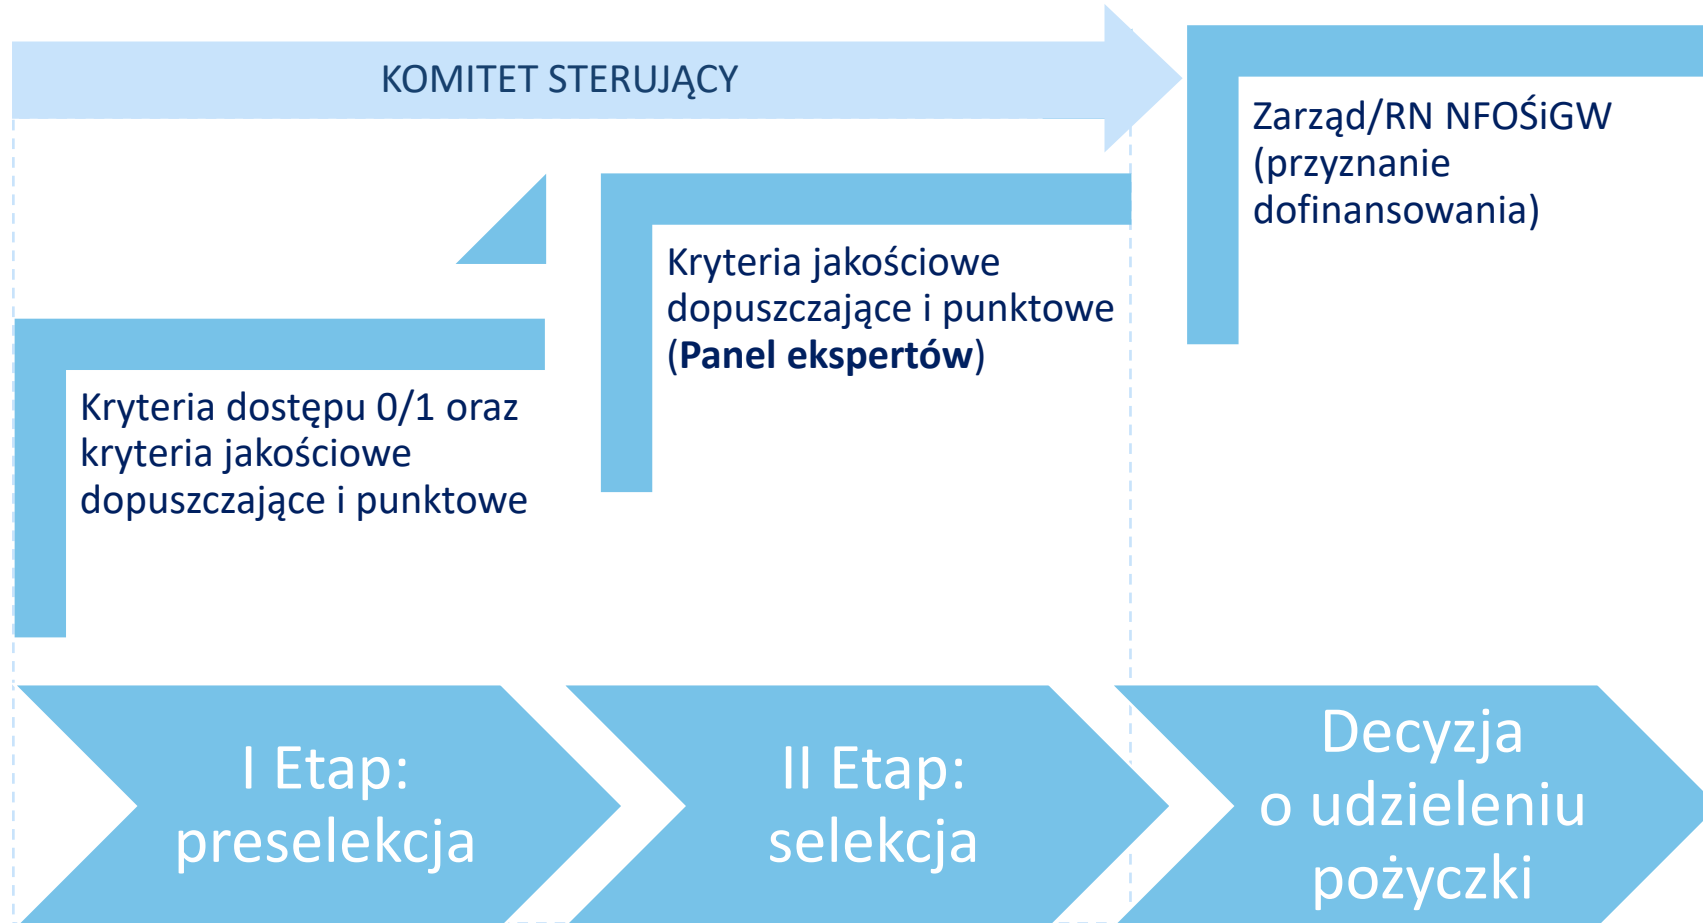 KOMITET STERUJĄCY
Zarząd/RN NFOŚiGW
(przyznanie
dofinansowania)
Kryteria jakościowe
dopuszczające i punktowe
(Panel ekspertów)
Kryteria dostępu 0/1 oraz
kryteria jakościowe
dopuszczające i punktowe
I Etap:
preselekcja
II Etap:
selekcja
Decyzja
o udzieleniu
pożyczki